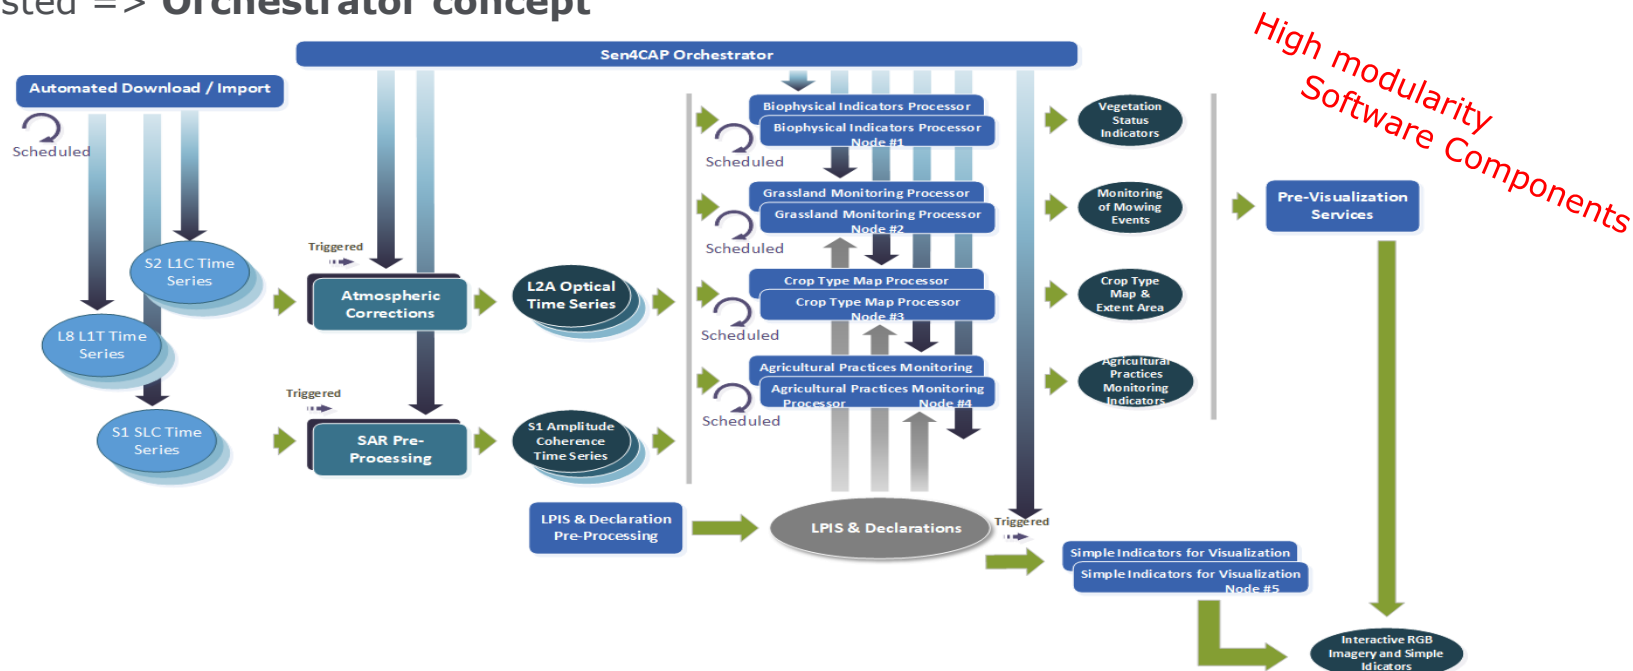 sted => Orchestrator concept
High modularity
Software Components
Sen4CAP Orchestrator
Automated Download / Import
Scheduled
S2 L1C Time
Series
L8 L1T Time
Series
S1 SLC Time
Series
Triggered
Atmospheric
Corrections
Triggered
SAR Pre-
Processing
L2A Optical
Time Series
S1 Amplitude
Coherence
Time Series
LPIS & Declaration
Pre-Processing
LPIS & Declarations
Biophysical Indicators Processor
Biophysical Indicators Processor
Node #1
Scheduled
Grassland Monitoring Processor
Grassland Monitoring Processor
Node #2
Scheduled
Crop Type Map Processor
Crop Type Map Processor
Node #3
Scheduled
Agricultural Practices Monitoring
Agricultural Practices Monitoring
Processor Node #4
Scheduled
Vegetation
Status
Indicators
Monitoring
of Mowing
Events
Crop Type
Map &
Extent Area
Agricultural
Practices
Monitoring
Indicators
Pre-Visualization
Services
Triggered
Simple Indicators for Visualization
Simple Indicators for Visualization
Node #5
Interactive RGB
Imagery and Simple
Idicators